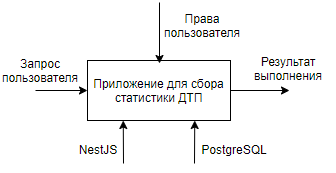 Права
пользователя
Запрос
пользователя
Приложение для сбора
статистики ДТП
Результат
выполнения
NestJS
PostgreSQL